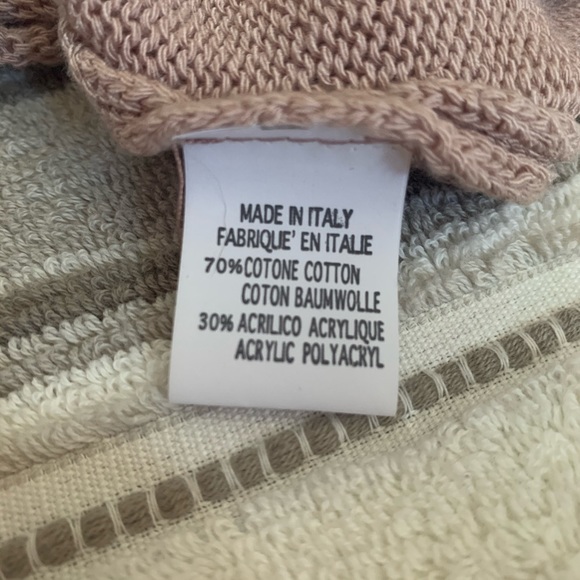 MADE IN ITALY
FABRIQUE' EN ITALIE
70%COTONE COTTON
COTON BAUMWOLLE
30% ACRILICO ACRYLIQUE
ACRYLIC POLYACRYL